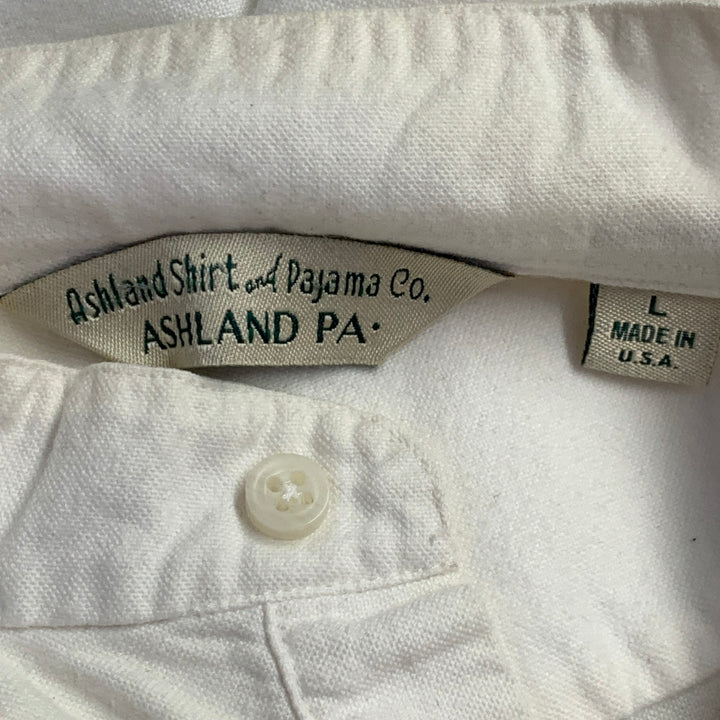 Ashland Shirt and Pajama Co.
ASHLAND PA.
L
MADE IN
U.S.A.